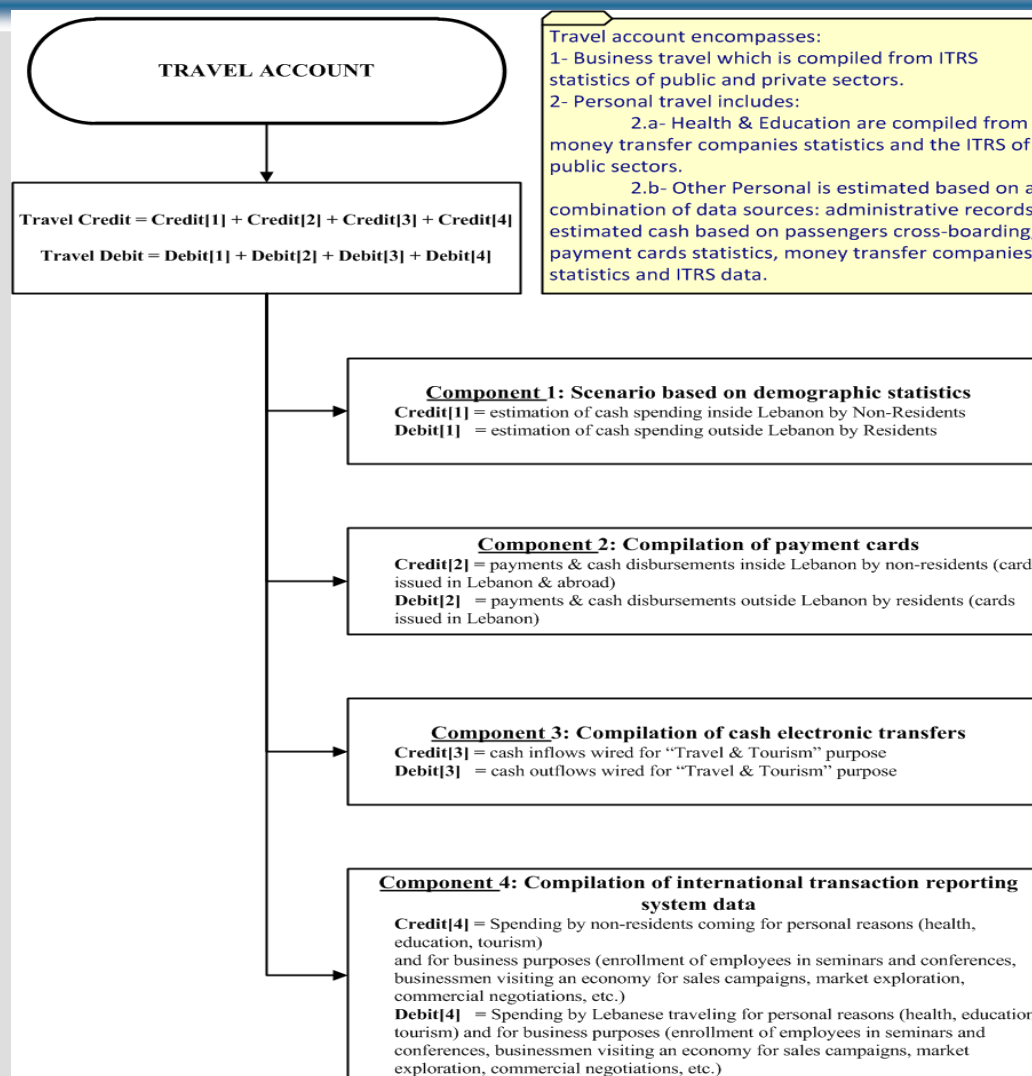 TRAVEL ACCOUNT
Travel account encompasses:
1- Business travel which is compiled from ITRS
statistics of public and private sectors.
2- Personal travel includes:
2.a- Health & Education are compiled from
money transfer companies statistics and the ITRS of
public sectors.
2.b- Other Personal is estimated based on a
combination of data sources: administrative records
estimated cash based on passengers cross-boarding,
payment cards statistics, money transfer companies
statistics and ITRS data.
Travel Credit = Credit[1] + Credit[2] + Credit[3] + Credit[4]
Travel Debit = Debit[1] + Debit[2] + Debit[3] + Debit[4]
Component 1: Scenario based on demographic statistics
Credit[1] = estimation of cash spending inside Lebanon by Non-Residents
Debit[1] = estimation of cash spending outside Lebanon by Residents
Component 2: Compilation of payment cards
Credit[2] = payments & cash disbursements inside Lebanon by non-residents (card
issued in Lebanon & abroad)
Debit[2] = payments & cash disbursements outside Lebanon by residents (cards
issued in Lebanon)
Component 3: Compilation of cash electronic transfers
Credit[3] = cash inflows wired for “Travel & Tourism” purpose
Debit[3] = cash outflows wired for “Travel & Tourism” purpose
Component 4: Compilation of international transaction reporting
system data
Credit[4] = Spending by non-residents coming for personal reasons (health,
education, tourism)
and for business purposes (enrollment of employees in seminars and conferences,
businessmen visiting an economy for sales campaigns, market exploration,
commercial negotiations, etc.)
Debit[4] = Spending by Lebanese traveling for personal reasons (health, education
tourism) and for business purposes (enrollment of employees in seminars and
conferences, businessmen visiting an economy for sales campaigns, market
exploration, commercial negotiations, etc.)